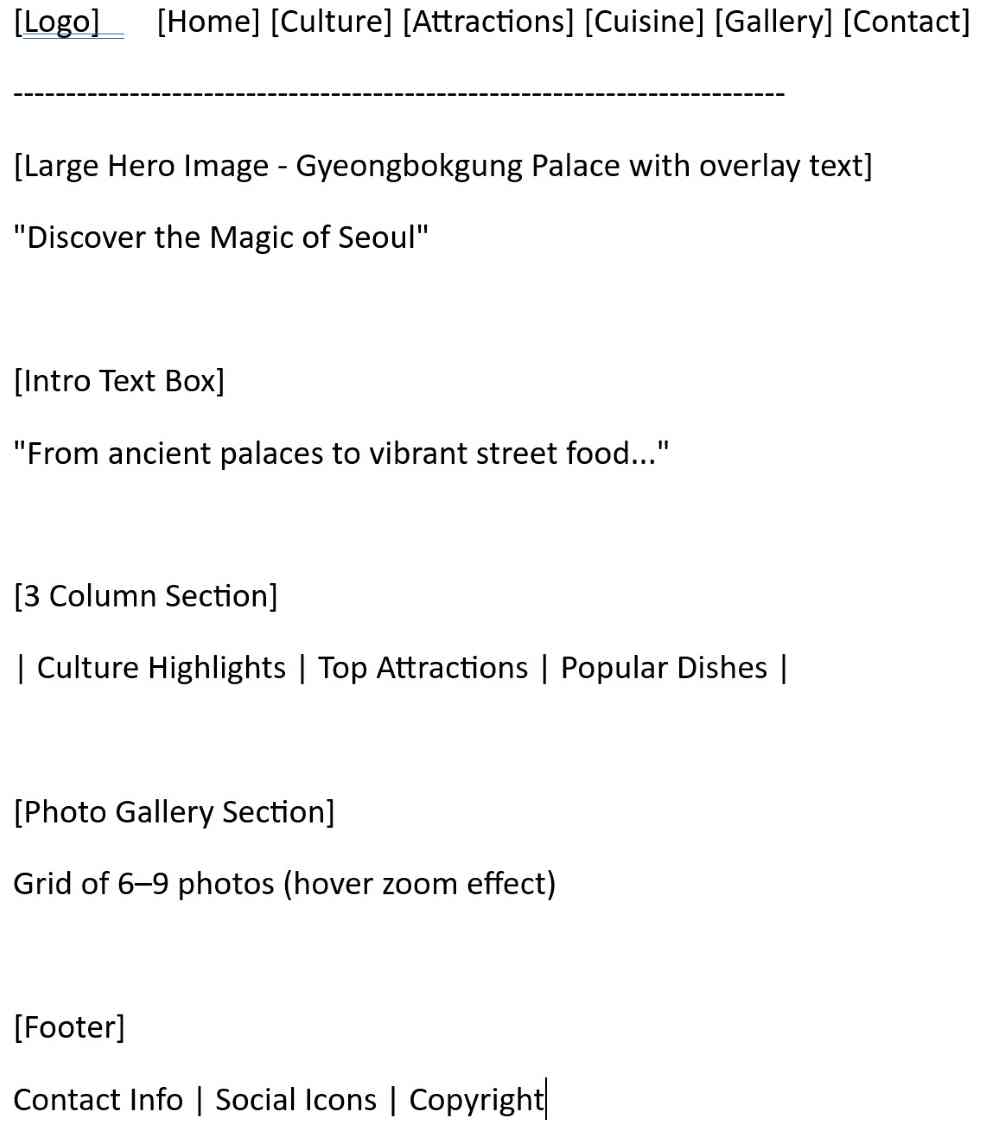 [Logo]      [Home] [Culture] [Attractions] [Cuisine] [Gallery] [Contact]
-------------------------------------------------------------------------
[Large Hero Image - Gyeongbokgung Palace with overlay text]
"Discover the Magic of Seoul"
[Intro Text Box]
"From ancient palaces to vibrant street food..."
[3 Column Section]
| Culture Highlights | Top Attractions | Popular Dishes |
[Photo Gallery Section]
Grid of 6–9 photos (hover zoom effect)
[Footer]
Contact Info | Social Icons | Copyright